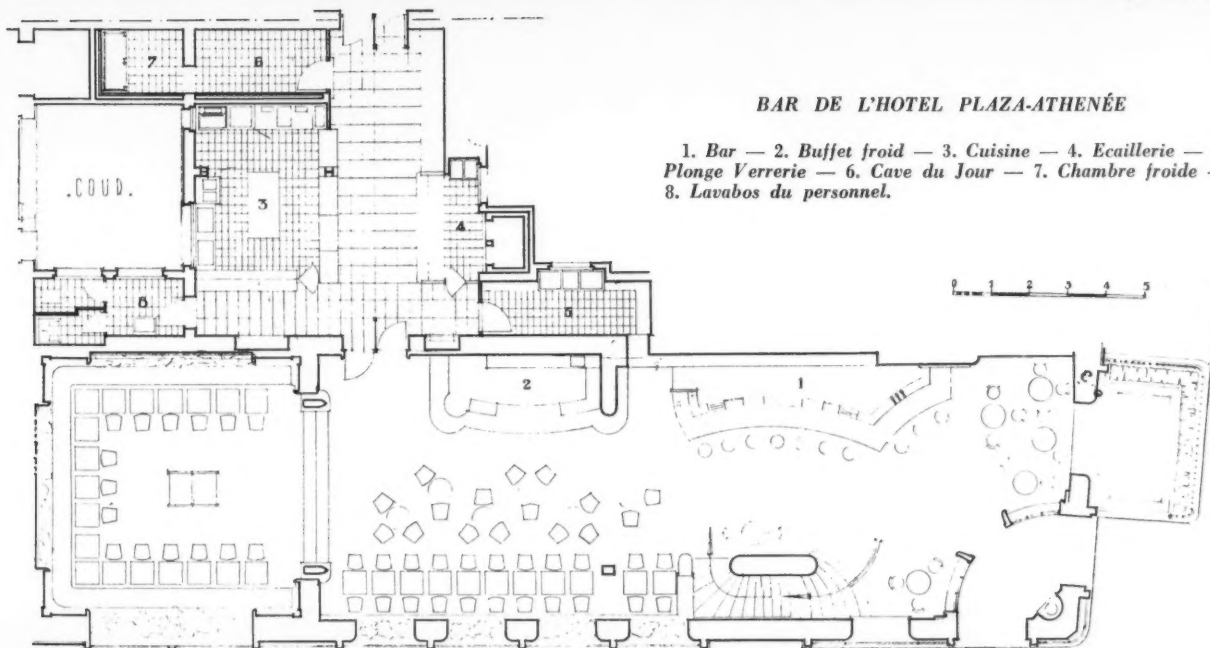 BAR DE L'HOTEL PLAZA-ATHENÉE
1. Bar — 2. Buffet froid — 3. Cuisine — 4. Ecaillerie —
Plonge Verrerie — 6. Cave du Jour — 7. Chambre froide -
8. Lavabos du personnel.
7
6
.COUD.
3
4
8
5
0 1 2 3 4 5
2
1